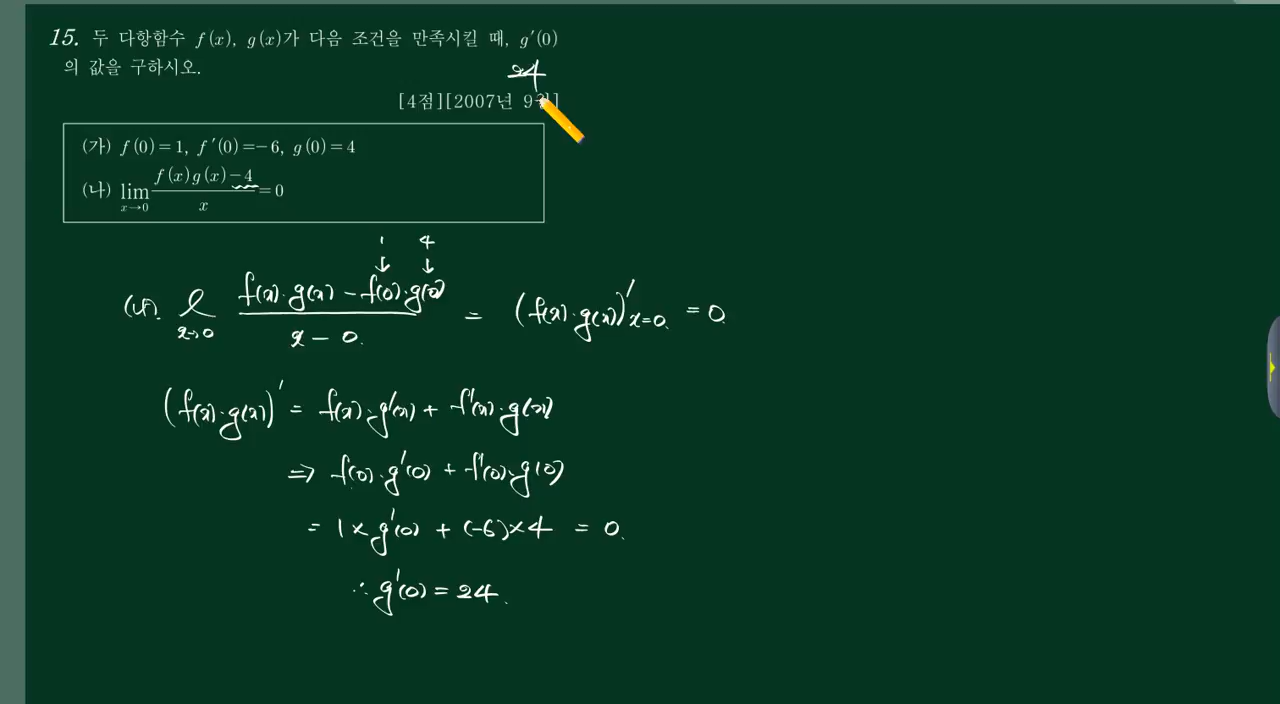 15. 두 다항함수 f(x), g(x)가 다음 조건을 만족시킬 때, g′(0)
의 값을 구하시오.
24
[4점][2007년 9월]
(가) f(0)=1, f′(0)=-6, g(0)=4
(나) lim_{x→0} (f(x)g(x)-4)/x = 0
1 4
↓ ↓
(나). l_{x→0} (f(x)·g(x) - f(0)·g(0))/(x-0) = (f(x)·g(x))′_{x=0.} = 0.
(f(x)·g(x))′ = f(x)·g′(x) + f′(x)·g(x)
⇒ f(0)·g′(0) + f′(0)·g(0)
= 1×g′(0) + (-6)×4 = 0.
∴ g′(0) = 24.